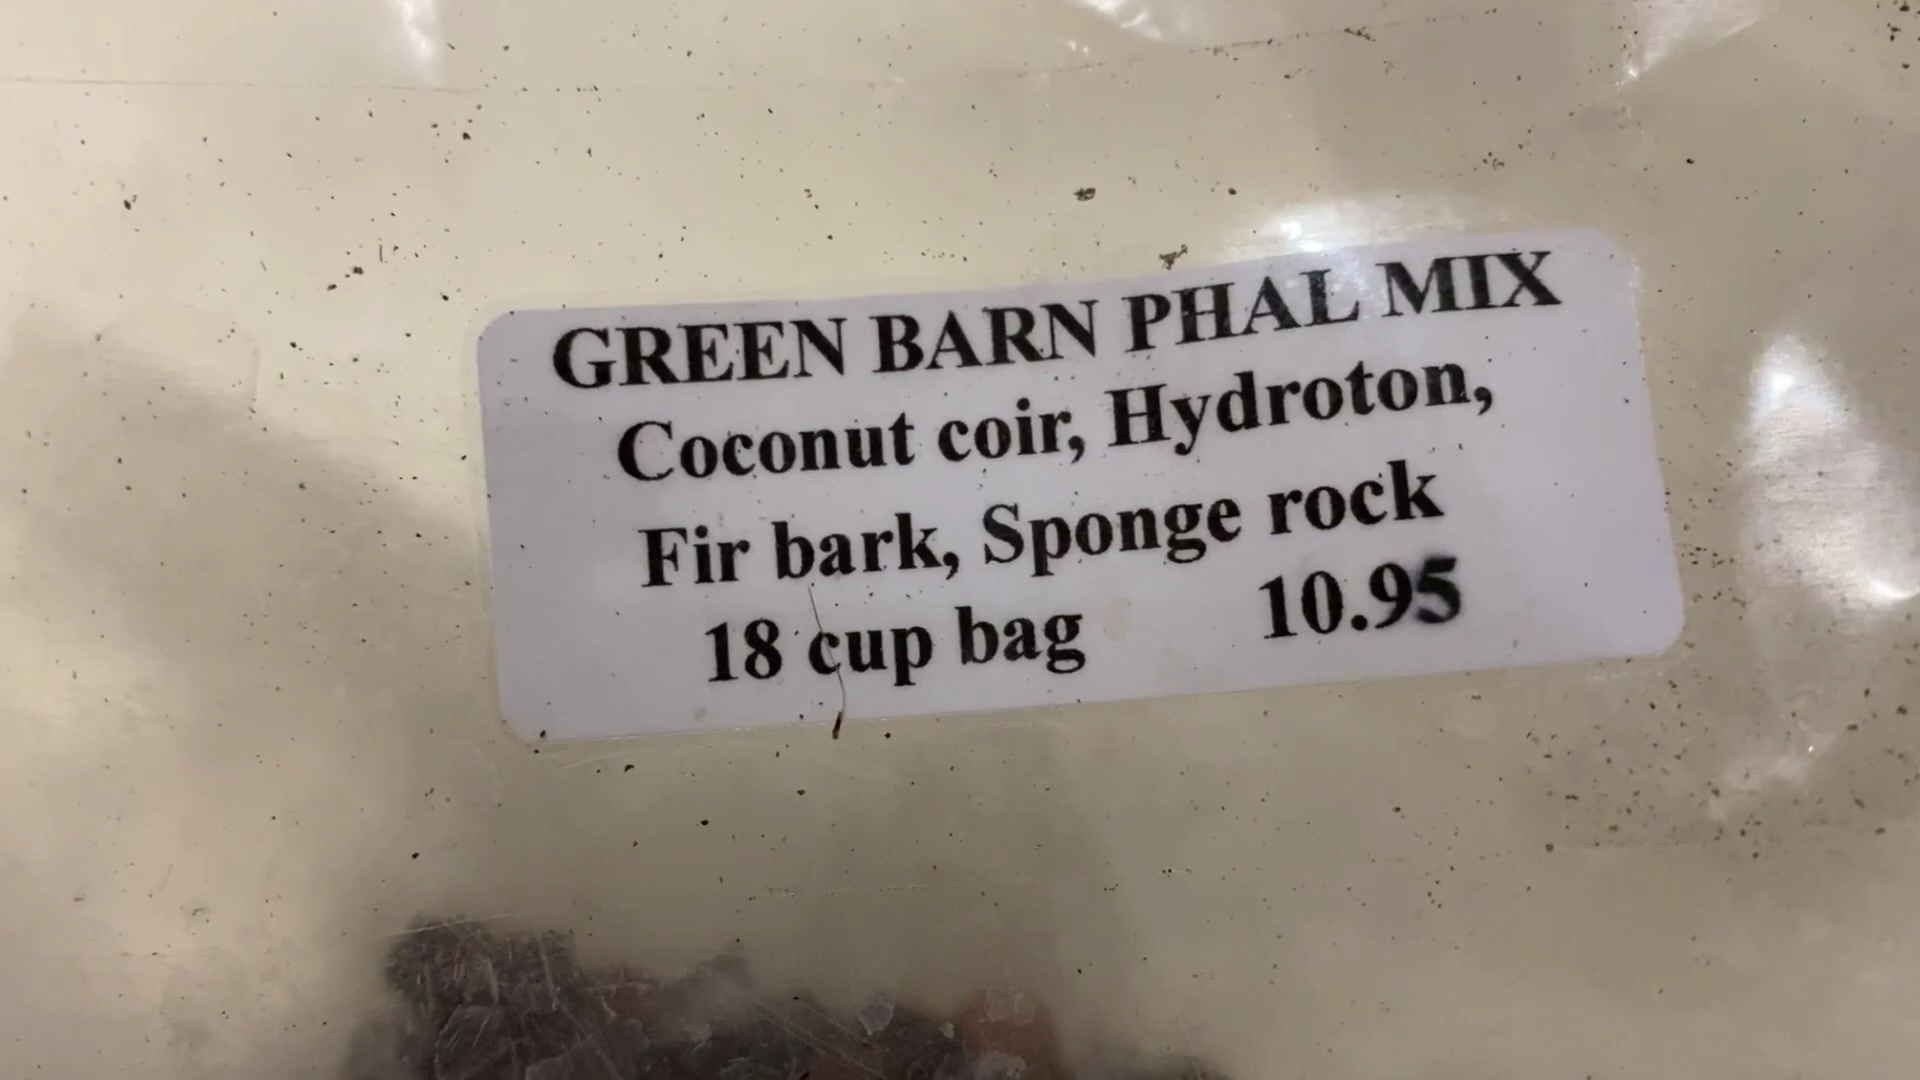 GREEN BARN PHAL MIX
Coconut coir, Hydroton,
Fir bark, Sponge rock
18 cup bag 10.95